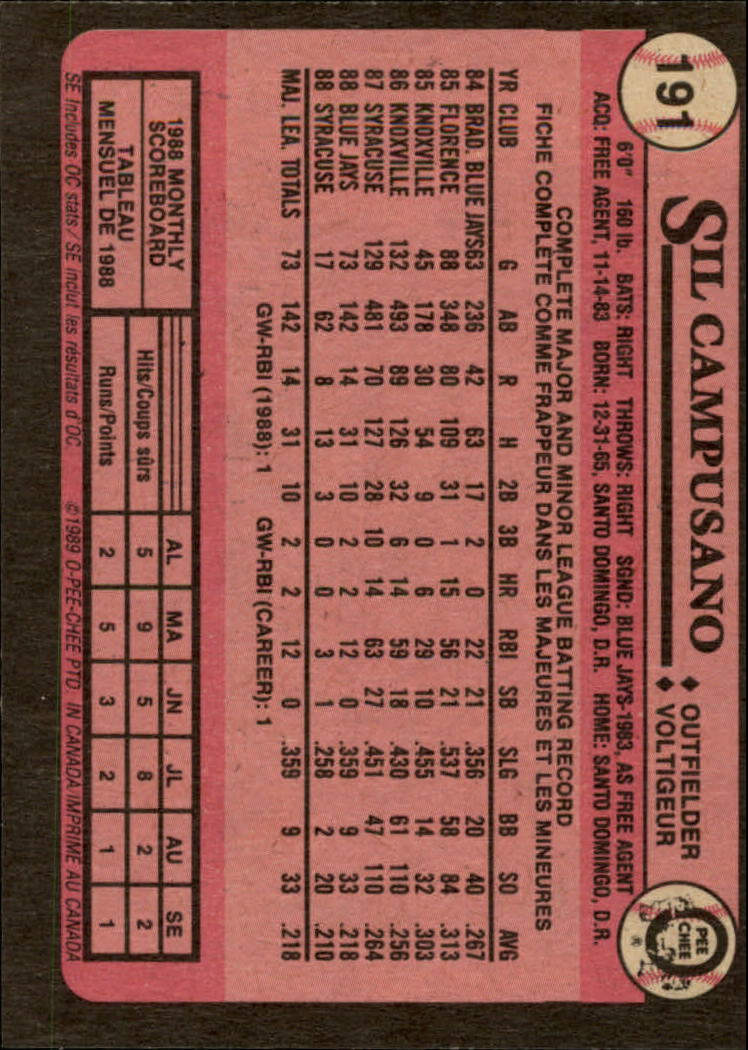 191
SIL CAMPUSANO
♦ OUTFIELDER
♦ VOLTIGEUR
PEE
CHEE
®
6'0" 160 lb. BATS: RIGHT THROWS: RIGHT SGND: BLUE JAYS-1983, AS FREE AGENT
ACQ: FREE AGENT, 11-14-83 BORN: 12-31-65, SANTO DOMINGO, D.R. HOME: SANTO DOMINGO, D.R.
COMPLETE MAJOR AND MINOR LEAGUE BATTING RECORD
FICHE COMPLÈTE COMME FRAPPEUR DANS LES MAJEURES ET LES MINEURES
YR CLUB G AB R H 2B 3B HR RBI SB SLG BB SO AVG
84 BRAD. BLUE JAYS 63 236 42 63 17 2 0 22 21 .356 20 40 .267
85 FLORENCE 88 348 80 109 31 1 15 56 21 .537 58 84 .313
85 KNOXVILLE 45 178 30 54 9 0 6 29 10 .455 14 32 .303
86 KNOXVILLE 132 493 89 126 32 6 14 59 18 .430 61 110 .256
87 SYRACUSE 129 481 70 127 28 10 14 63 27 .451 47 110 .264
88 BLUE JAYS 73 142 14 31 10 2 2 12 0 .359 9 33 .218
88 SYRACUSE 17 62 8 13 3 0 0 3 1 .258 2 20 .210
MAJ. LEA. TOTALS 73 142 14 31 10 2 2 12 0 .359 9 33 .218
GW-RBI (1988): 1 GW-RBI (CAREER): 1
1988 MONTHLY
SCOREBOARD
TABLEAU
MENSUEL DE 1988
AL MA JN JL AU SE
Hits/Coups sûrs 5 9 5 8 2 2
Runs/Points 2 5 3 2 1 1
SE Includes OC stats / SE inclut les résultats d'OC. ©1989 O-PEE-CHEE PTD. IN CANADA/IMPRIMÉ AU CANADA